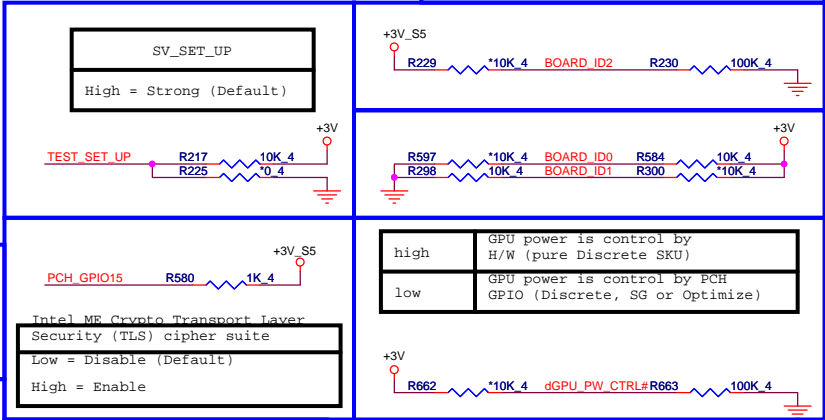 SV_SET_UP
High = Strong (Default)
+3V
TEST_SET_UP R217 10K_4
R225 *0_4
+3V_S5
R229 *10K_4 BOARD_ID2 R230 100K_4
+3V
R597 *10K_4 BOARD_ID0 R584 10K_4
R298 10K_4 BOARD_ID1 R300 *10K_4
+3V_S5
PCH_GPIO15 R580 1K_4
Intel ME Crypto Transport Layer
Security (TLS) cipher suite
Low = Disable (Default)
High = Enable
high GPU power is control by
H/W (pure Discrete SKU)
low GPU power is control by PCH
GPIO (Discrete, SG or Optimize)
+3V
R662 *10K_4 dGPU_PW_CTRL# R663 100K_4